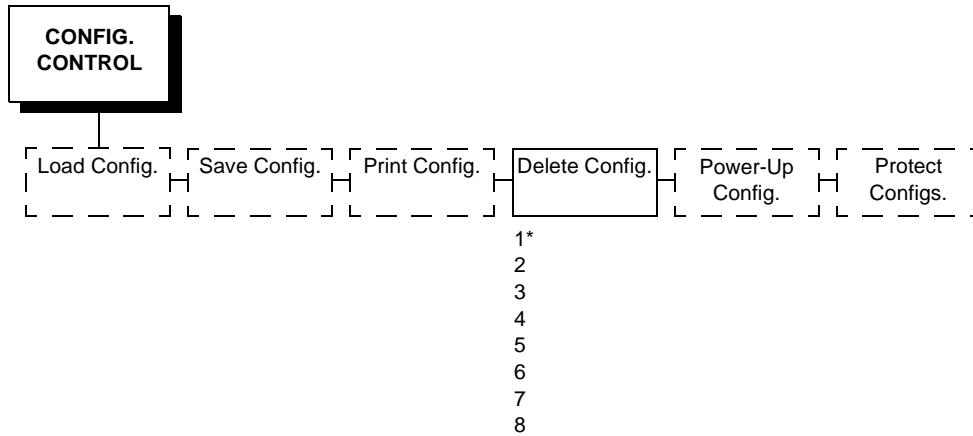 CONFIG.
CONTROL
Load Config.
Save Config.
Print Config.
Delete Config.
Power-Up
Config.
Protect
Configs.
1*
2
3
4
5
6
7
8